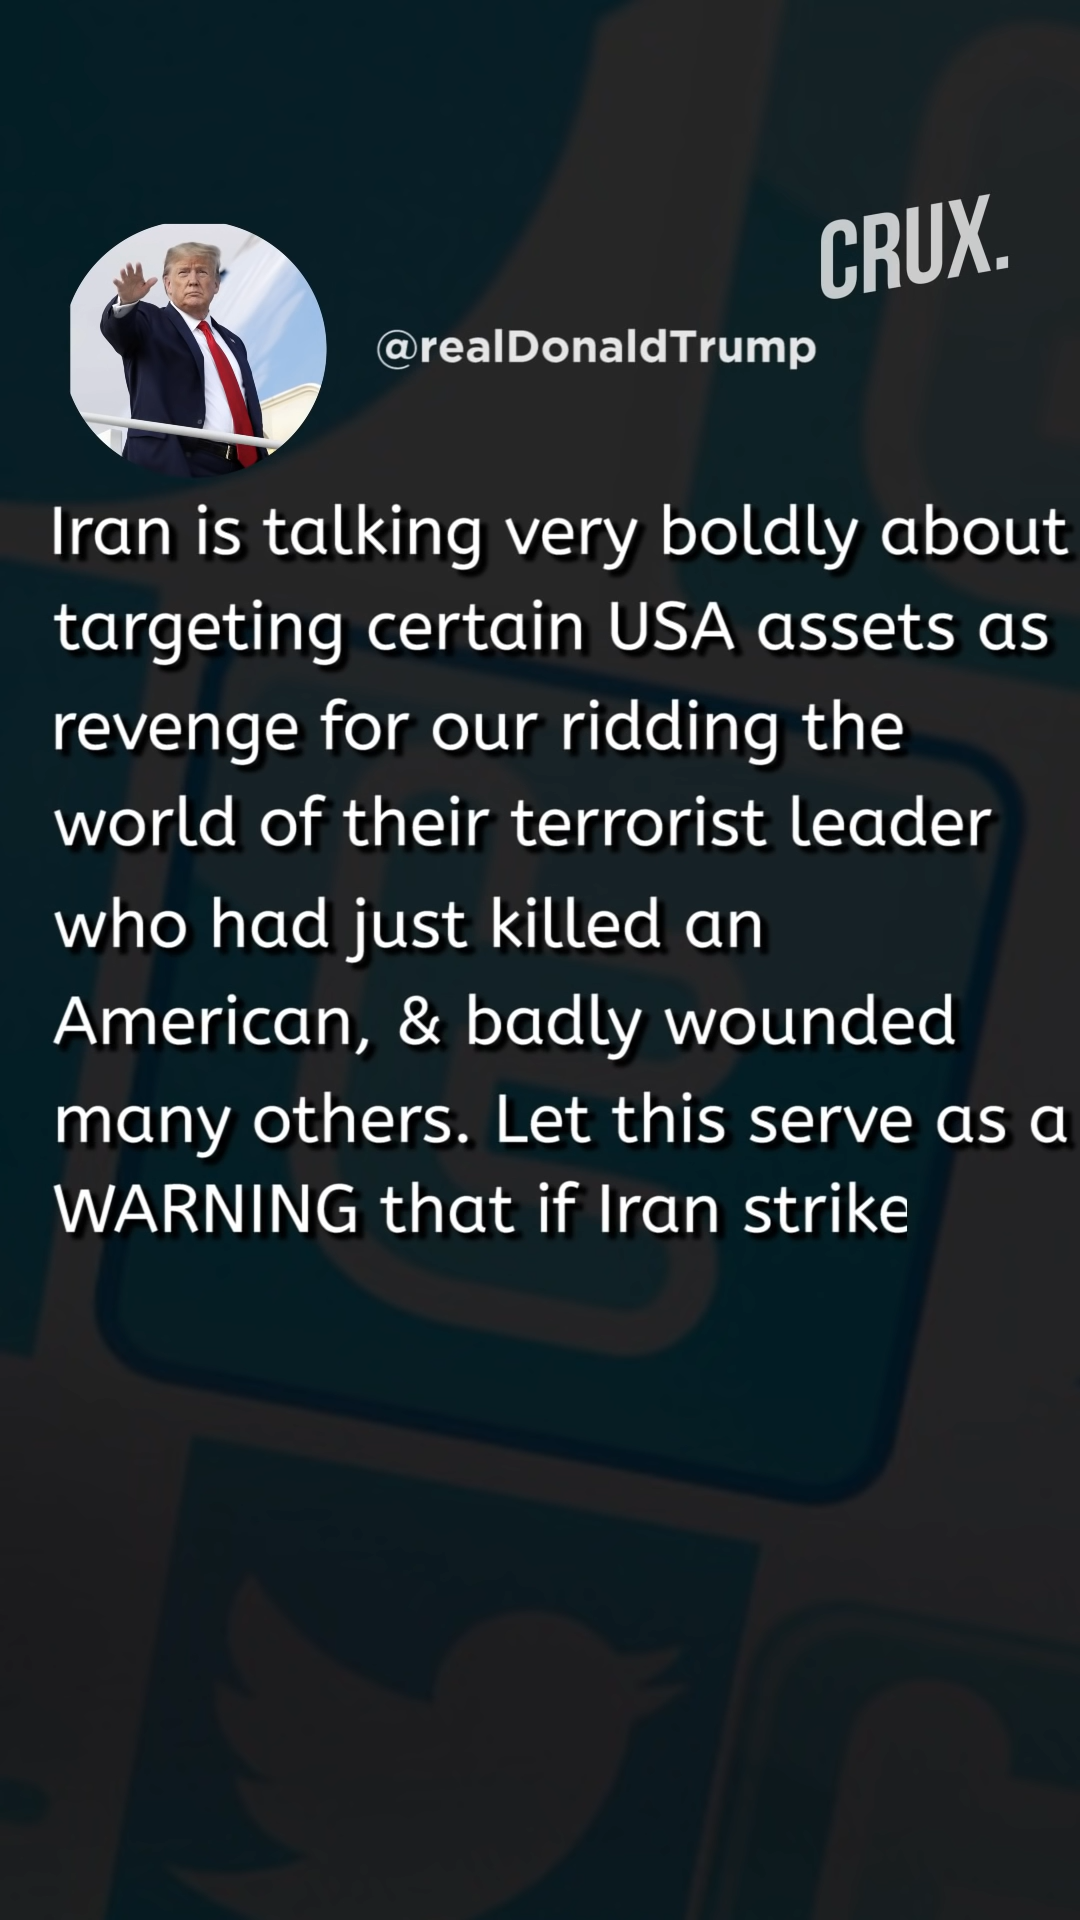 CRUX.
@realDonaldTrump
Iran is talking very boldly about
targeting certain USA assets as
revenge for our ridding the
world of their terrorist leader
who had just killed an
American, & badly wounded
many others. Let this serve as a
WARNING that if Iran strike